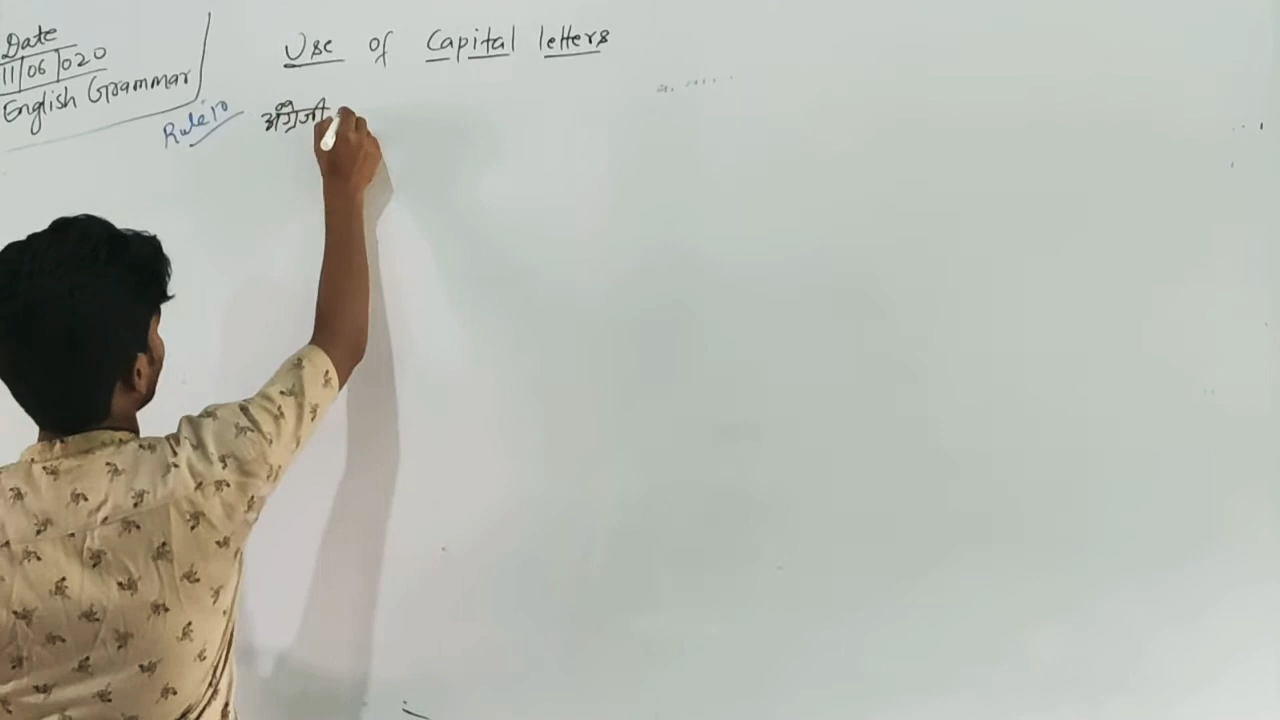 Date
11/06/020
English Grammar
Use of Capital letters
Rule:10
अंग्रेजी